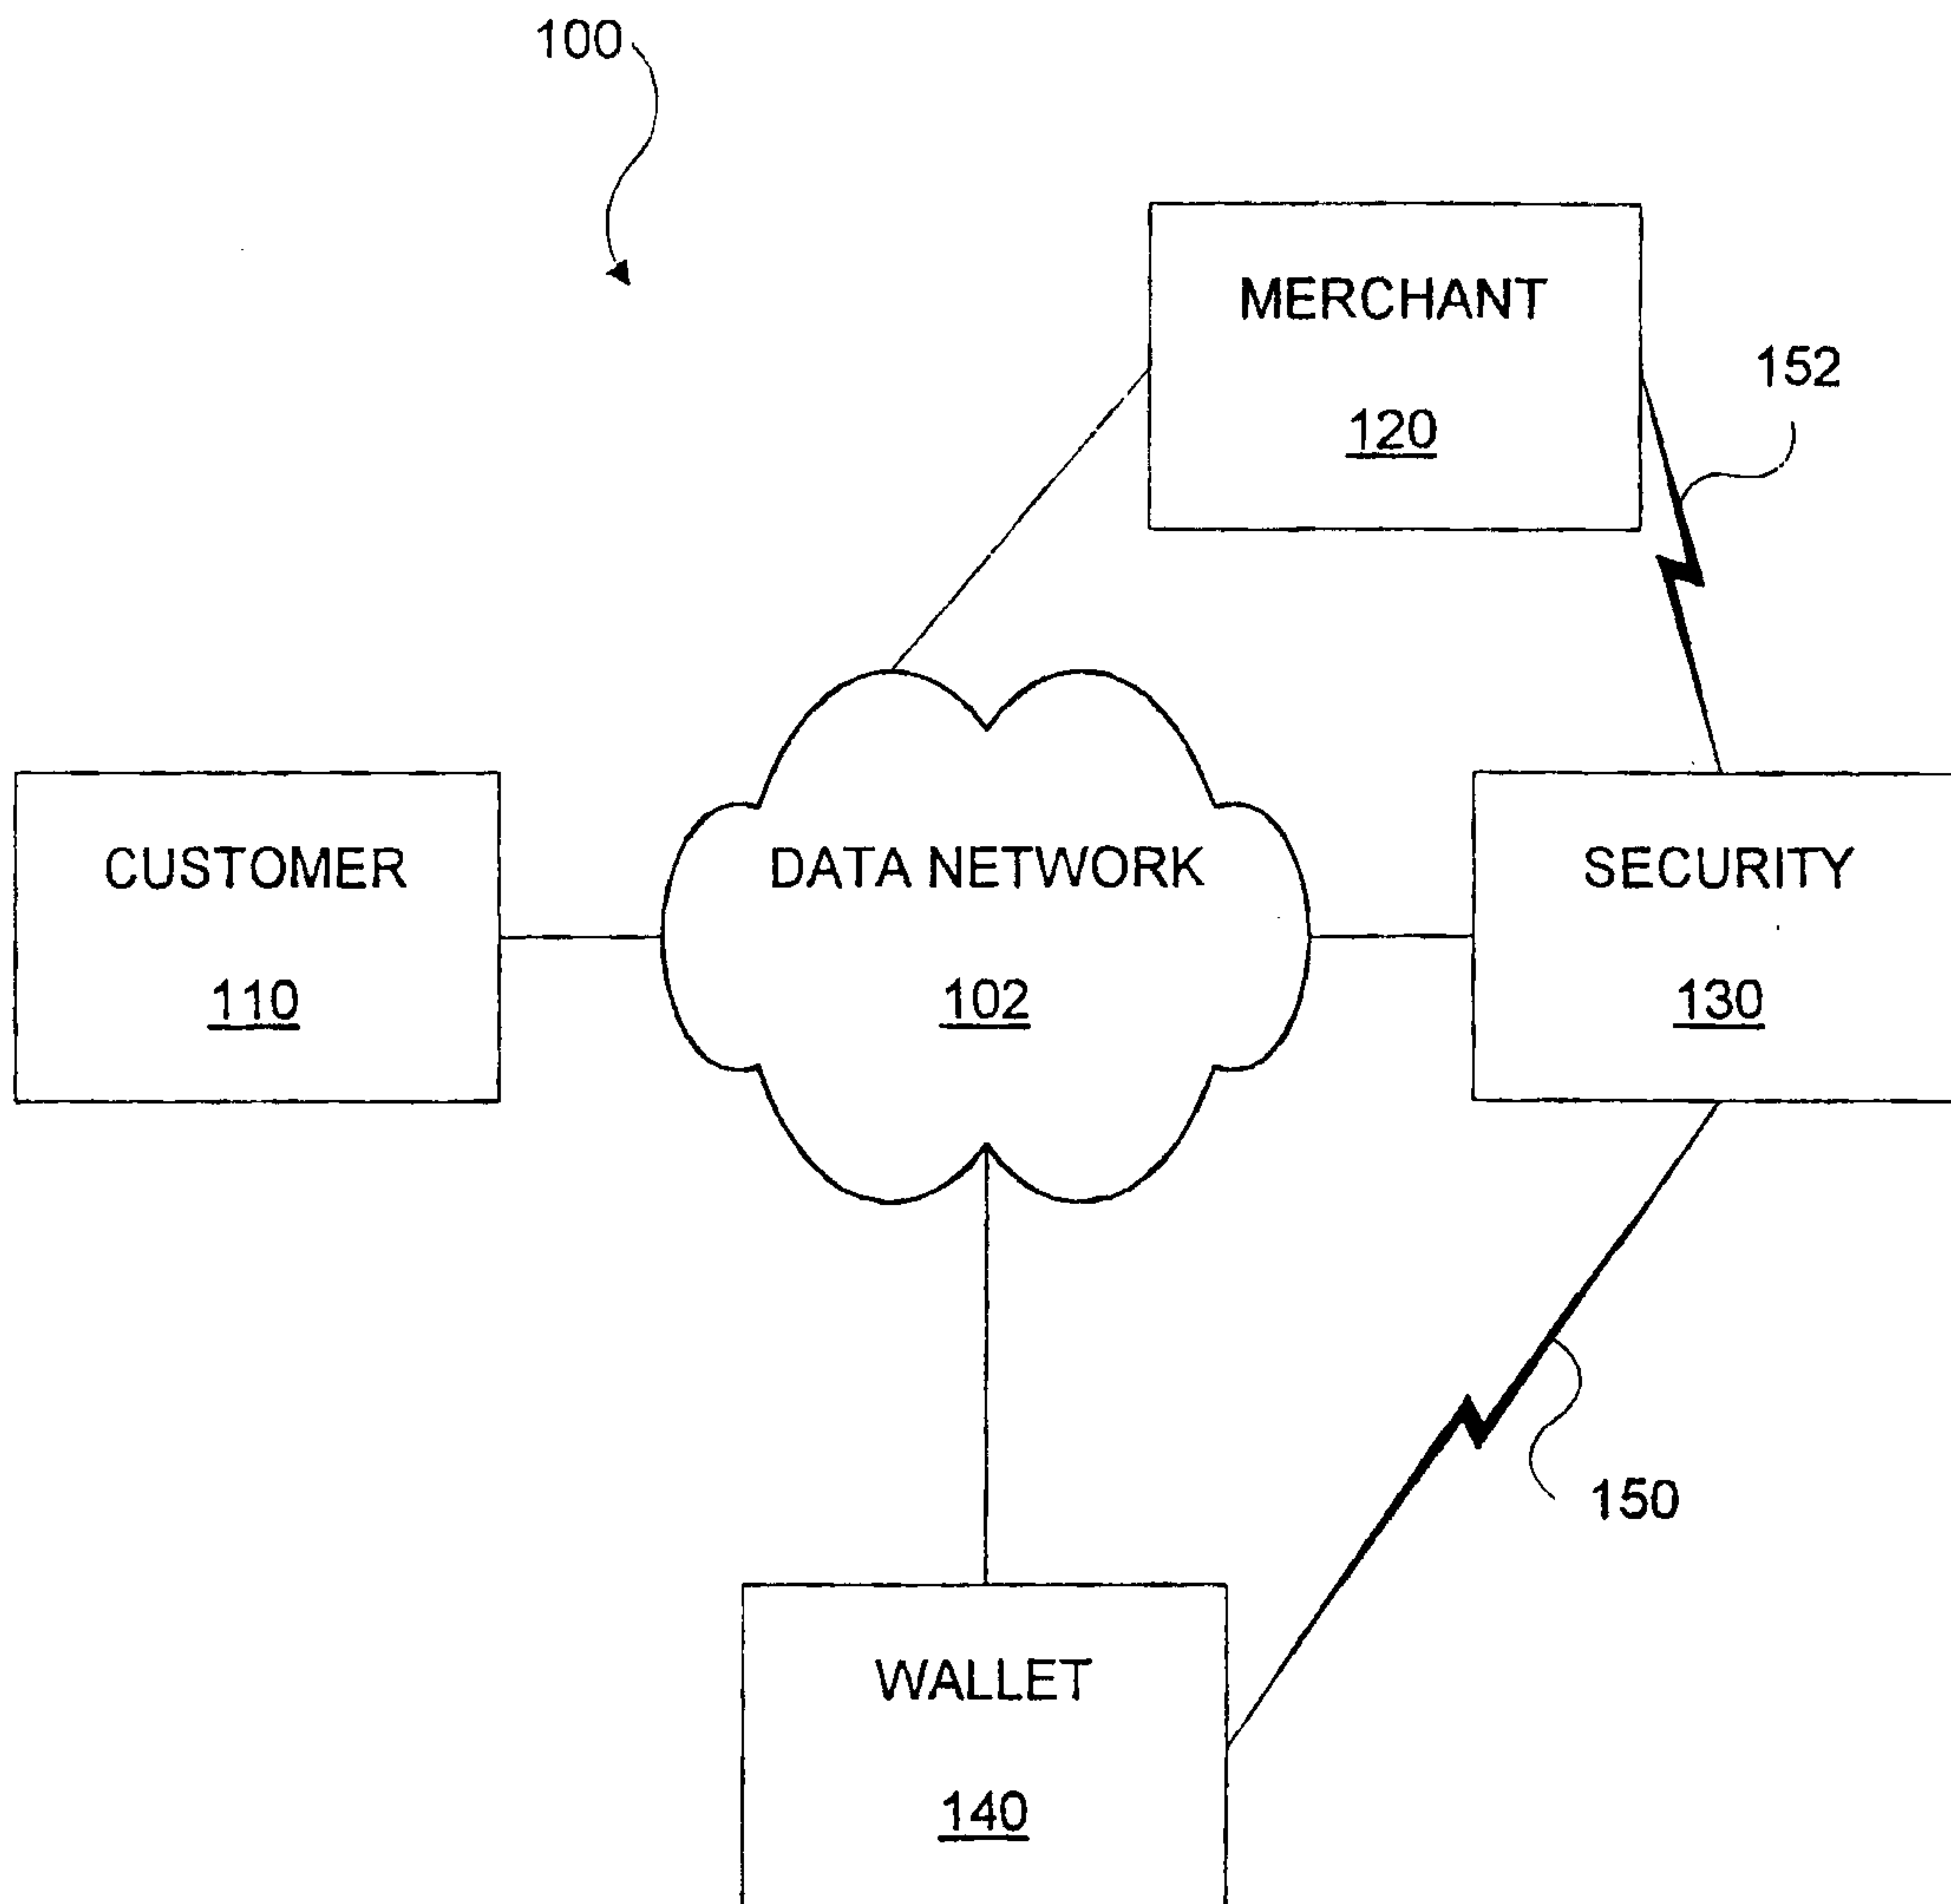 100
MERCHANT
120
152
CUSTOMER
110
DATA NETWORK
102
SECURITY
130
150
WALLET
140